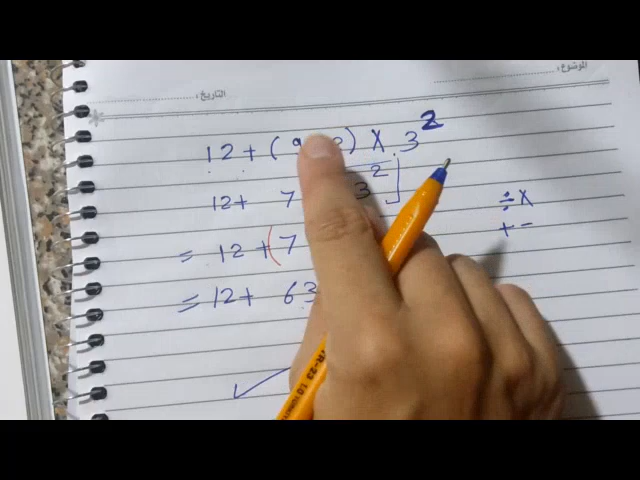 الموضوع:
التاريخ:
12 + ( 9 ) X 3²
12+ 7 3²
÷ X
= 12 + (7
+ -
= 12+ 63